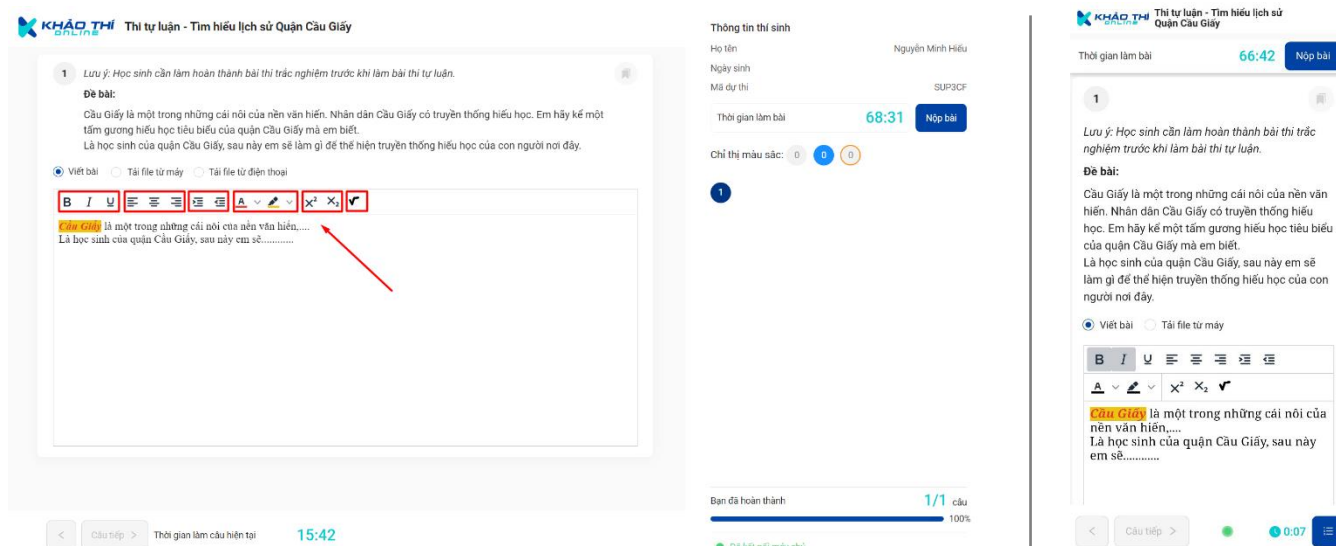 KHẢO THÍ
ONLINE
Thi tự luận - Tìm hiểu lịch sử Quận Cầu Giấy
1
Lưu ý: Học sinh cần làm hoàn thành bài thi trắc nghiệm trước khi làm bài thi tự luận.
Đề bài:
Cầu Giấy là một trong những cái nôi của nền văn hiến. Nhân dân Cầu Giấy có truyền thống hiếu học. Em hãy kể một
tấm gương hiếu học tiêu biểu của quận Cầu Giấy mà em biết.
Là học sinh của quận Cầu Giấy, sau này em sẽ làm gì để thể hiện truyền thống hiếu học của con người nơi đây.
Viết bài Tải file từ máy Tải file từ điện thoại
B I U A X² X₂ √
Cầu Giấy là một trong những cái nôi của nền văn hiến,....
Là học sinh của quận Cầu Giấy, sau này em sẽ............
< Câu tiếp > Thời gian làm câu hiện tại 15:42
Thông tin thí sinh
Họ tên Nguyễn Minh Hiếu
Ngày sinh
Mã dự thi SUP3CF
Thời gian làm bài 68:31 Nộp bài
Chỉ thị màu sắc: 0 0 0
1
Bạn đã hoàn thành 1/1 câu
100%
KHẢO THÍ
ONLINE
Thi tự luận - Tìm hiểu lịch sử
Quận Cầu Giấy
Thời gian làm bài 66:42 Nộp bài
1
Lưu ý: Học sinh cần làm hoàn thành bài thi trắc
nghiệm trước khi làm bài thi tự luận.
Đề bài:
Cầu Giấy là một trong những cái nôi của nền văn
hiến. Nhân dân Cầu Giấy có truyền thống hiếu
học. Em hãy kể một tấm gương hiếu học tiêu biểu
của quận Cầu Giấy mà em biết.
Là học sinh của quận Cầu Giấy, sau này em sẽ
làm gì để thể hiện truyền thống hiếu học của con
người nơi đây.
Viết bài Tải file từ máy
B I U
A X² X₂ √
Cầu Giấy là một trong những cái nôi của
nền văn hiến,....
Là học sinh của quận Cầu Giấy, sau này
em sẽ............
< Câu tiếp > 0:07